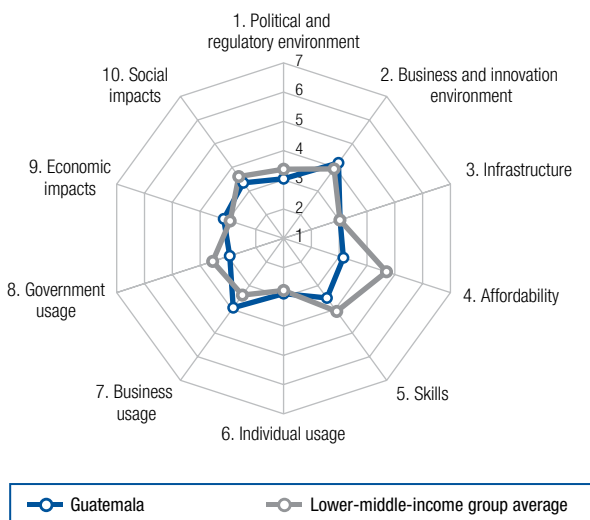 1. Political and
regulatory environment
7
10. Social
impacts
2. Business and innovation
environment
6
5
4
9. Economic
impacts
3. Infrastructure
3
2
1
8. Government
usage
4. Affordability
7. Business
usage
5. Skills
6. Individual usage
Guatemala
Lower-middle-income group average